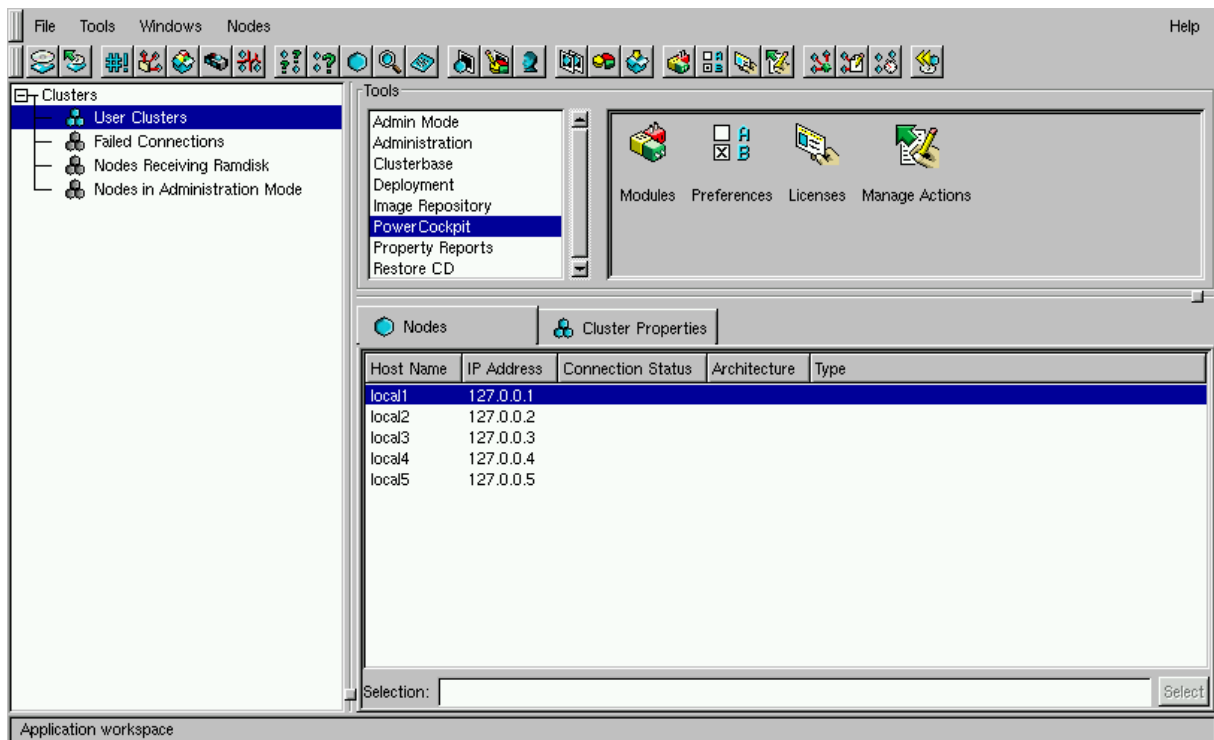 File Tools Windows Nodes Help
Clusters
User Clusters
Failed Connections
Nodes Receiving Ramdisk
Nodes in Administration Mode
Tools
Admin Mode
Administration
Clusterbase
Deployment
Image Repository
PowerCockpit
Property Reports
Restore CD
Modules Preferences Licenses Manage Actions
Nodes Cluster Properties
Host Name IP Address Connection Status Architecture Type
local1 127.0.0.1
local2 127.0.0.2
local3 127.0.0.3
local4 127.0.0.4
local5 127.0.0.5
Selection: Select
Application workspace